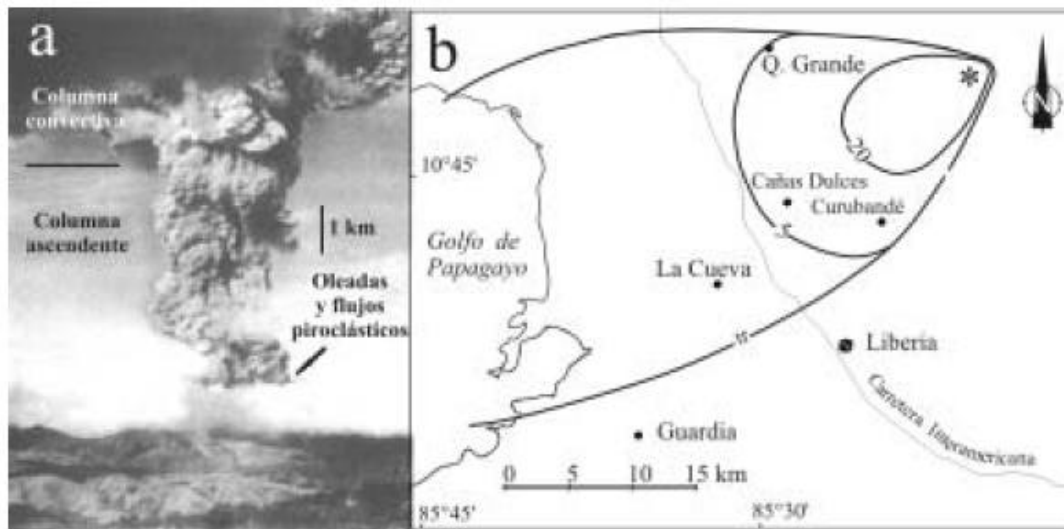 a
Columna
convectiva
Columna
ascendente
1 km
Oleadas
y flujos
piroclásticos
b
Q. Grande
N
20
10°45'
Cañas Dulces
Curubandé
Golfo de
Papagayo
La Cueva
Liberia
Carretera Interamericana
Guardia
0 5 10 15 km
85°45'
85°30'